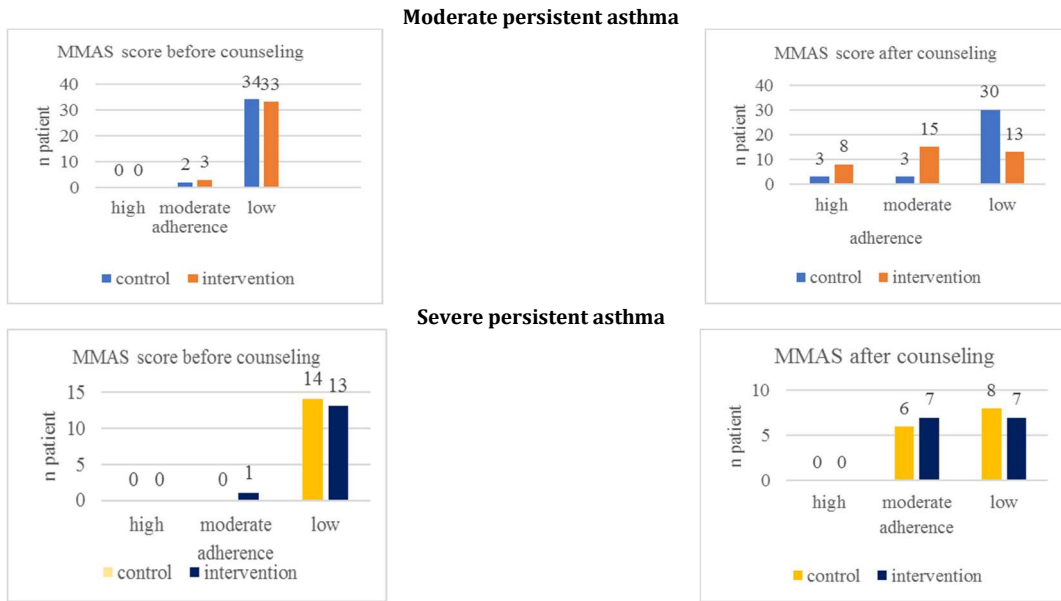 Moderate persistent asthma
MMAS score before counseling
n patient
40
30
20
10
0
0 0
2 3
34 33
high moderate low
adherence
control intervention
MMAS score after counseling
n patient
40
30
20
10
0
3 8
3 15
30 13
high moderate low
adherence
control intervention
Severe persistent asthma
MMAS score before counseling
n patient
15
10
5
0
0 0
0 1
14 13
high moderate low
adherence
control intervention
MMAS after counseling
n patient
10
5
0
0 0
6 7
8 7
high moderate low
adherence
control intervention